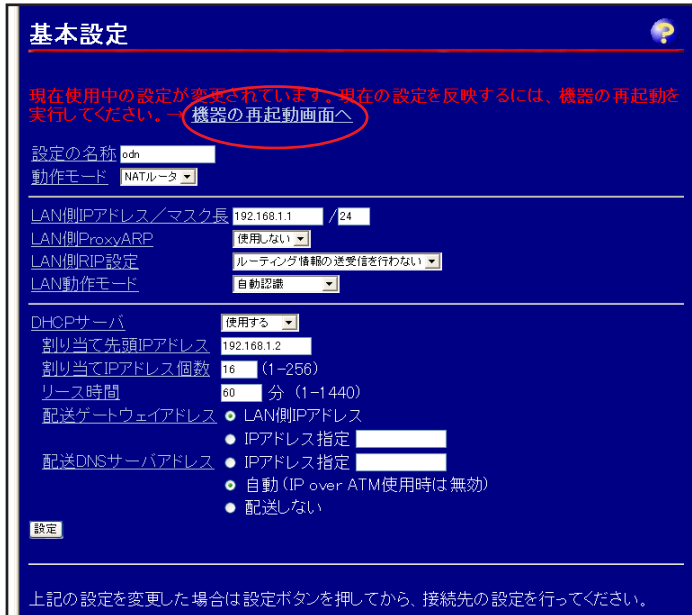 基本設定
現在使用中の設定が変更されています。現在の設定を反映するには、機器の再起動を
実行してください。→ 機器の再起動画面へ
設定の名称 odn
動作モード NATルータ
LAN側IPアドレス／マスク長 192.168.1.1 /24
LAN側ProxyARP 使用しない
LAN側RIP設定 ルーティング情報の送受信を行わない
LAN動作モード 自動認識
DHCPサーバ 使用する
割り当て先頭IPアドレス 192.168.1.2
割り当てIPアドレス個数 16 (1-256)
リース時間 60 分 (1-1440)
配送ゲートウェイアドレス LAN側IPアドレス
IPアドレス指定
配送DNSサーバアドレス IPアドレス指定
自動(IP over ATM使用時は無効)
配送しない
設定
上記の設定を変更した場合は設定ボタンを押してから、接続先の設定を行ってください。